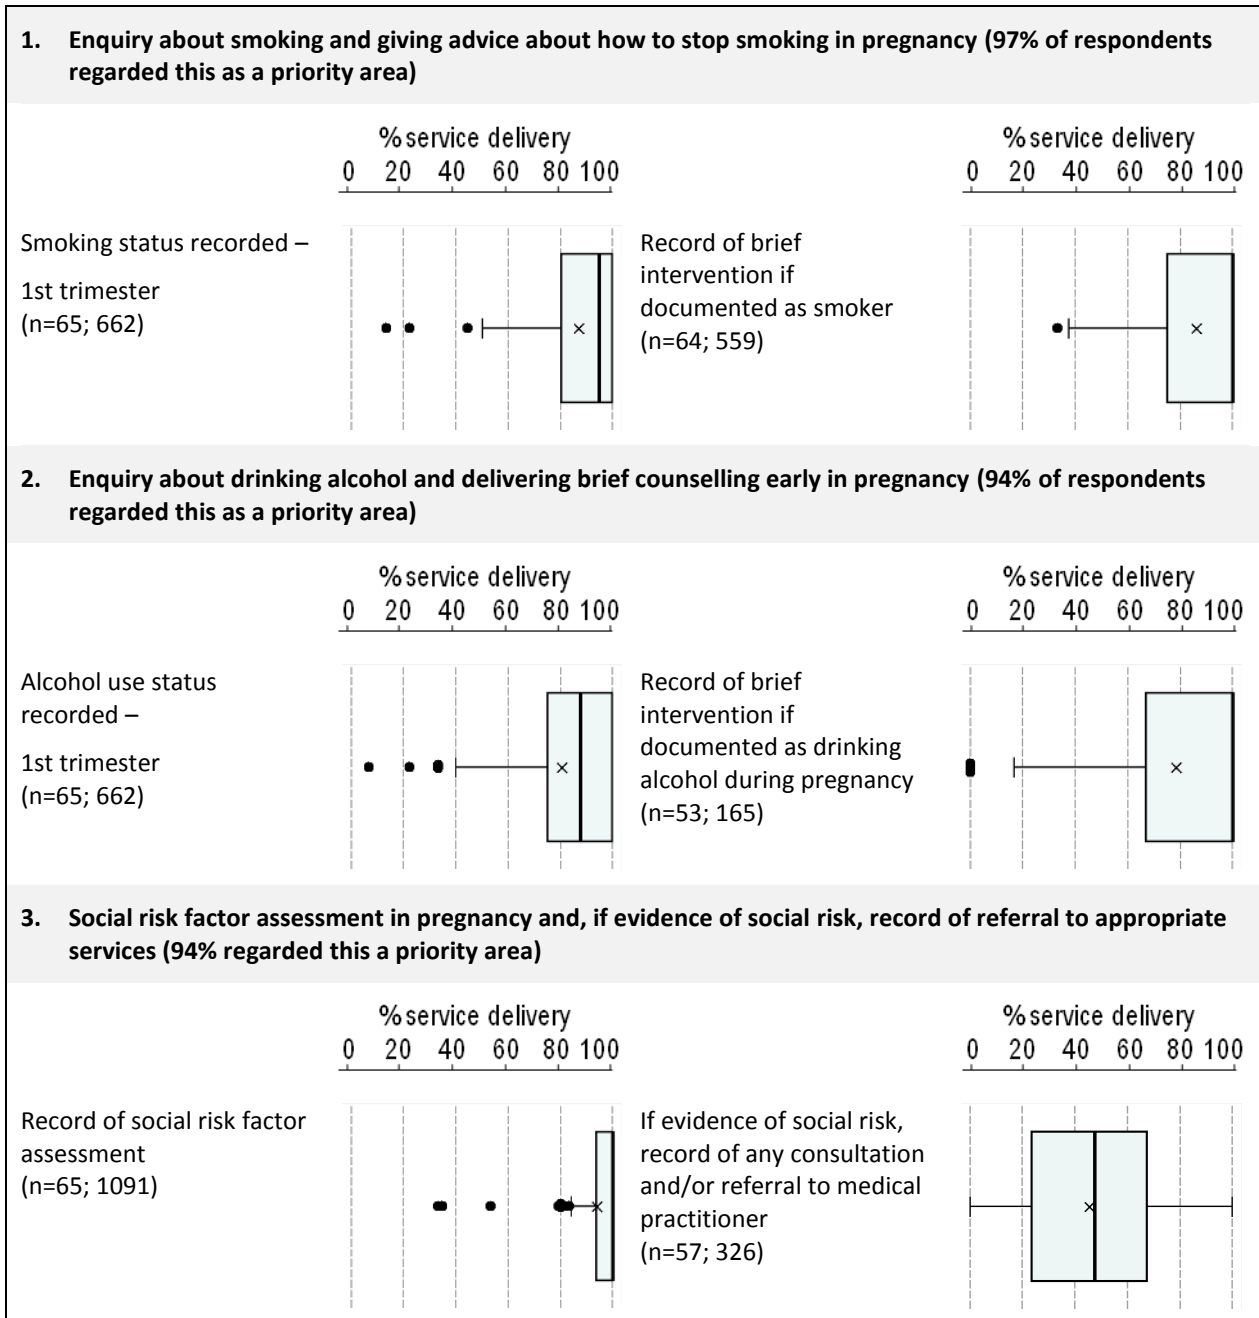 1. Enquiry about smoking and giving advice about how to stop smoking in pregnancy (97% of respondents
regarded this as a priority area)
% service delivery
0 20 40 60 80 100
Smoking status recorded –
1st trimester
(n=65; 662)
% service delivery
0 20 40 60 80 100
Record of brief
intervention if
documented as smoker
(n=64; 559)
2. Enquiry about drinking alcohol and delivering brief counselling early in pregnancy (94% of respondents
regarded this as a priority area)
% service delivery
0 20 40 60 80 100
Alcohol use status
recorded –
1st trimester
(n=65; 662)
% service delivery
0 20 40 60 80 100
Record of brief
intervention if
documented as drinking
alcohol during pregnancy
(n=53; 165)
3. Social risk factor assessment in pregnancy and, if evidence of social risk, record of referral to appropriate
services (94% regarded this a priority area)
% service delivery
0 20 40 60 80 100
Record of social risk factor
assessment
(n=65; 1091)
% service delivery
0 20 40 60 80 100
If evidence of social risk,
record of any consultation
and/or referral to medical
practitioner
(n=57; 326)